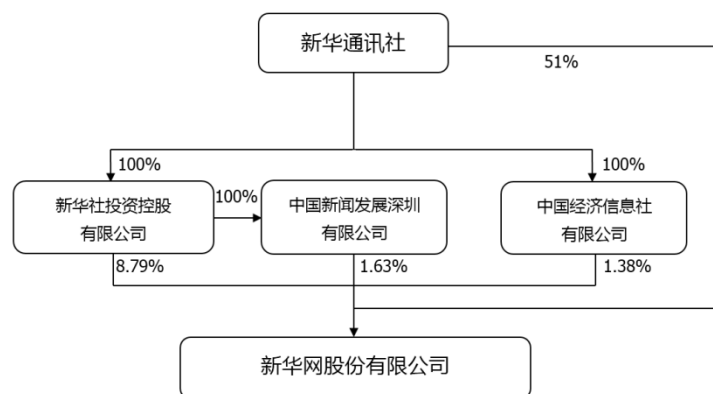 新华通讯社
51%
100%
100%
新华社投资控股
有限公司
100%
中国新闻发展深圳
有限公司
中国经济信息社
有限公司
8.79%
1.63%
1.38%
新华网股份有限公司